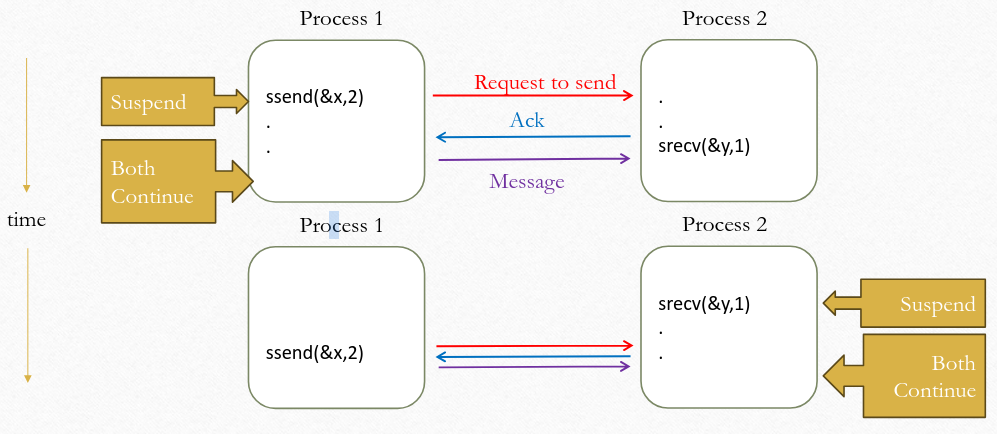 Process 1
Process 2
Suspend
ssend(&x,2)
.
.
Request to send
Ack
Message
.
.
srecv(&y,1)
Both
Continue
time
Process 1
Process 2
srecv(&y,1)
.
.
Suspend
ssend(&x,2)
Both
Continue